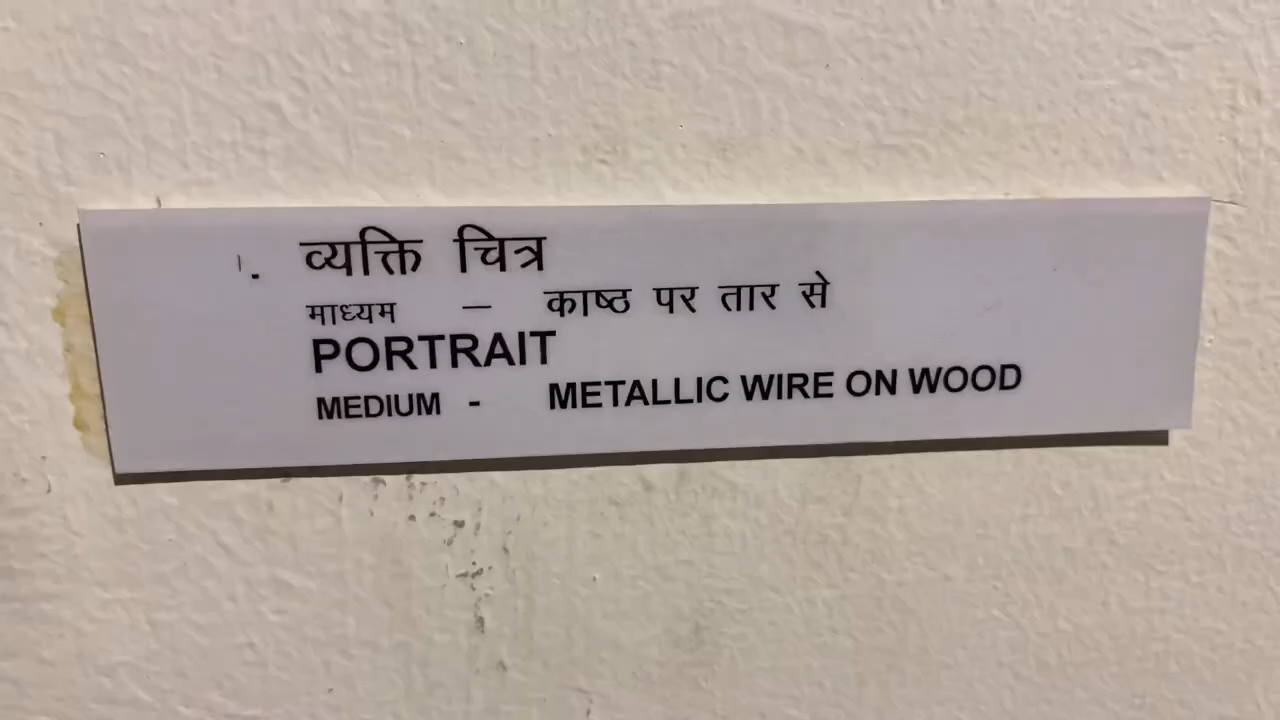 . व्यक्ति चित्र
माध्यम – काष्ठ पर तार से
PORTRAIT
MEDIUM - METALLIC WIRE ON WOOD